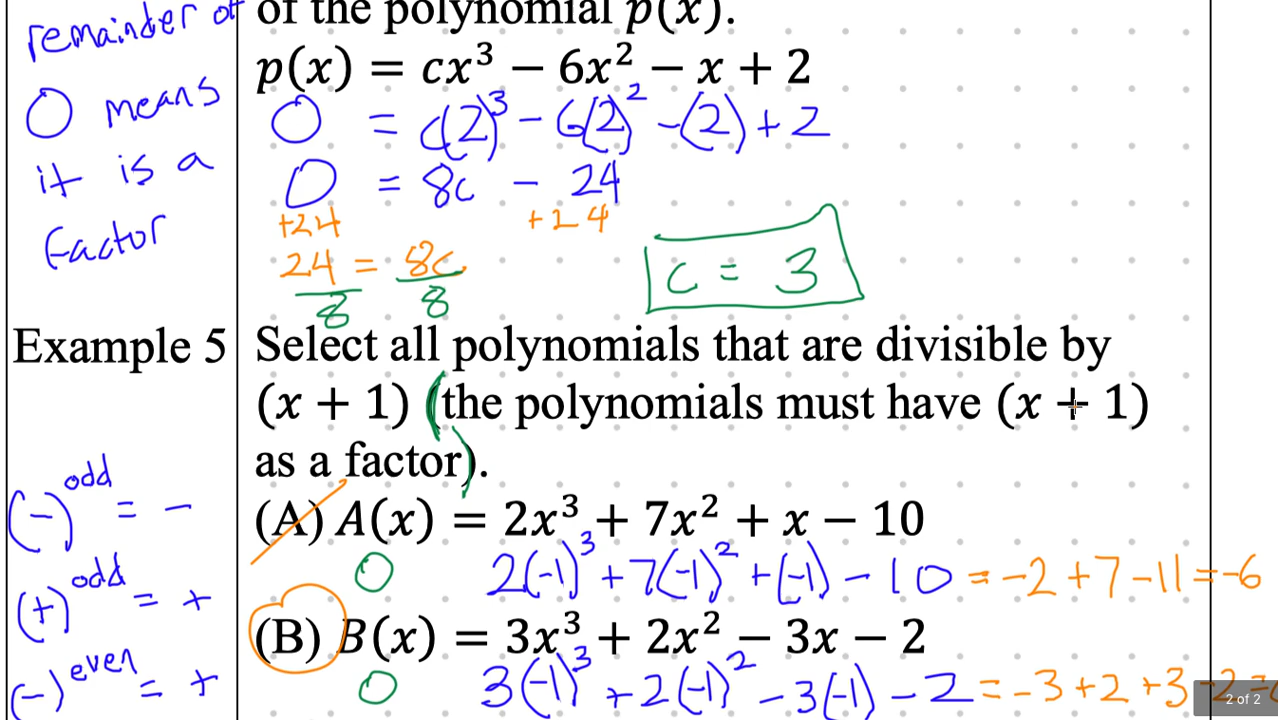 remainder of
0 means
it is a
factor
of the polynomial p(x).
p(x) = cx³ − 6x² − x + 2
0 = c(2)³ − 6(2)² − (2) + 2
0 = 8c − 24
+24 +24
24 = 8c
8 8
c = 3
Example 5
Select all polynomials that are divisible by
(x + 1) (the polynomials must have (x + 1)
as a factor).
(−)^odd = −
(+)^odd = +
(−)^even = +
(A) A(x) = 2x³ + 7x² + x − 10
0 2(-1)³ + 7(-1)² + (-1) − 10 = -2 + 7 − 11 = -6
(B) B(x) = 3x³ + 2x² − 3x − 2
0 3(-1)³ + 2(-1)² − 3(-1) − 2 = -3 + 2 + 3 − 2 =
2 of 2